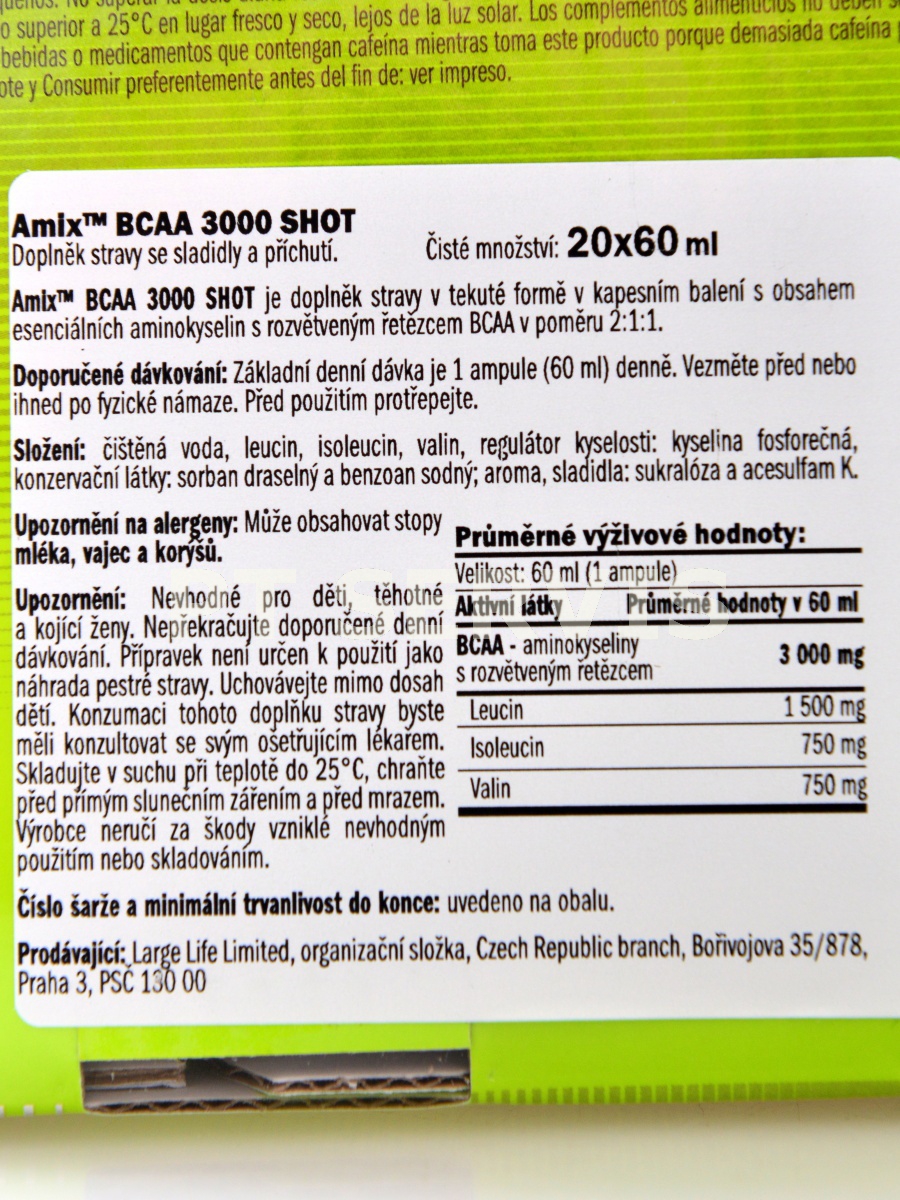 o superior a 25°C en lugar fresco y seco, lejos de la luz solar. Los complementos alimenticios no deben
bebidas o medicamentos que contengan cafeína mientras toma este producto porque demasiada cafeína
ote y Consumir preferentemente antes del fin de: ver impreso.
Amix™ BCAA 3000 SHOT
Doplněk stravy se sladidly a příchutí.
Čisté množství: 20x60 ml
Amix™ BCAA 3000 SHOT je doplněk stravy v tekuté formě v kapesním balení s obsahem
esenciálních aminokyselin s rozvětveným řetězcem BCAA v poměru 2:1:1.
Doporučené dávkování: Základní denní dávka je 1 ampule (60 ml) denně. Vezměte před nebo
ihned po fyzické námaze. Před použitím protřepejte.
Složení: čištěná voda, leucin, isoleucin, valin, regulátor kyselosti: kyselina fosforečná,
konzervační látky: sorban draselný a benzoan sodný; aroma, sladidla: sukralóza a acesulfam K.
Upozornění na alergeny: Může obsahovat stopy
mléka, vajec a korýšů.
Upozornění: Nevhodné pro děti, těhotné
a kojící ženy. Nepřekračujte doporučené denní
dávkování. Přípravek není určen k použití jako
náhrada pestré stravy. Uchovávejte mimo dosah
dětí. Konzumaci tohoto doplňku stravy byste
měli konzultovat se svým ošetřujícím lékařem.
Skladujte v suchu při teplotě do 25°C, chraňte
před přímým slunečním zářením a před mrazem.
Výrobce neručí za škody vzniklé nevhodným
použitím nebo skladováním.
Průměrné výživové hodnoty:
Velikost: 60 ml (1 ampule)
Aktivní látky Průměrné hodnoty v 60 ml
BCAA - aminokyseliny
s rozvětveným řetězcem 3 000 mg
Leucin 1 500 mg
Isoleucin 750 mg
Valin 750 mg
Číslo šarže a minimální trvanlivost do konce: uvedeno na obalu.
Prodávající: Large Life Limited, organizační složka, Czech Republic branch, Bořivojova 35/878,
Praha 3, PSČ 130 00